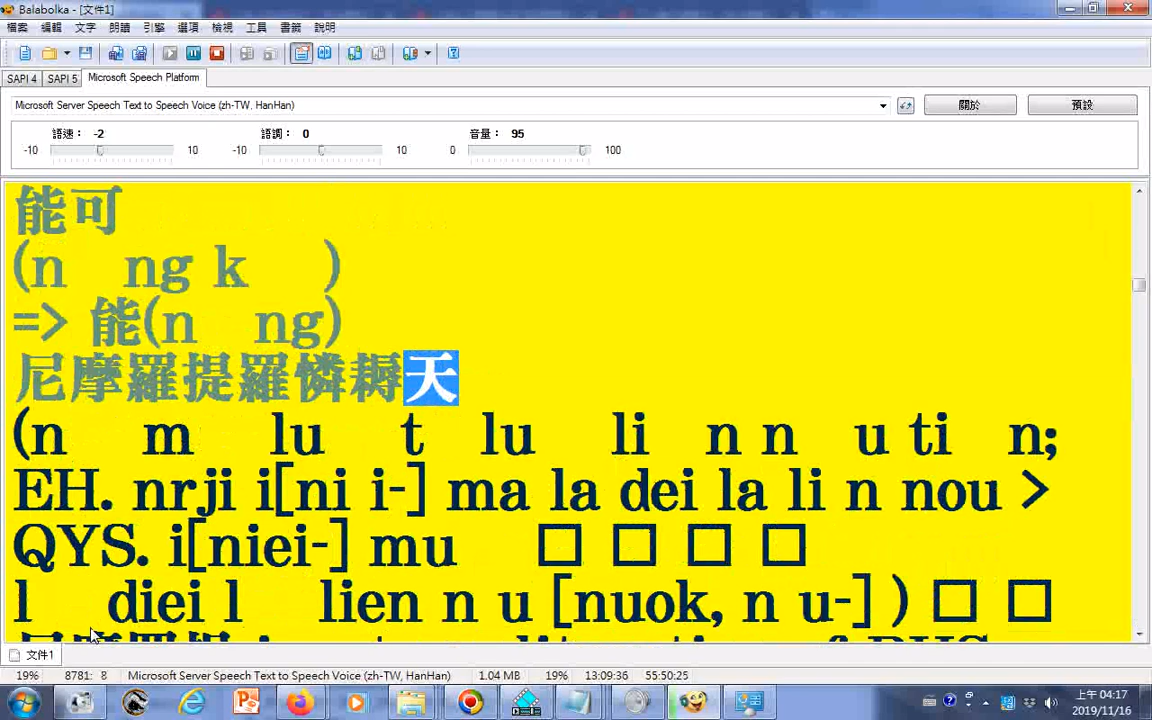 Balabolka - [文件1]
檔案 編輯 文字 朗讀 引擎 選項 檢視 工具 書籤 說明
SAPI 4 SAPI 5 Microsoft Speech Platform
Microsoft Server Speech Text to Speech Voice (zh-TW, HanHan) 關於 預設
語速： -2 語調： 0 音量： 95
-10 10 -10 10 0 100
能可
(n ng k )
=> 能(n ng)
尼摩羅提羅憐耨天
(n m lu t lu li n n u ti n;
EH. nrji i[ni i-] ma la dei la li n nou >
QYS. i[niei-] mu □ □ □ □
l diei l lien n u [nuok, n u-] ) □ □
文件1
19% 8781: 8 Microsoft Server Speech Text to Speech Voice (zh-TW, HanHan) 1.04 MB 19% 13:09:36 55:50:25
上午 04:17
2019/11/16